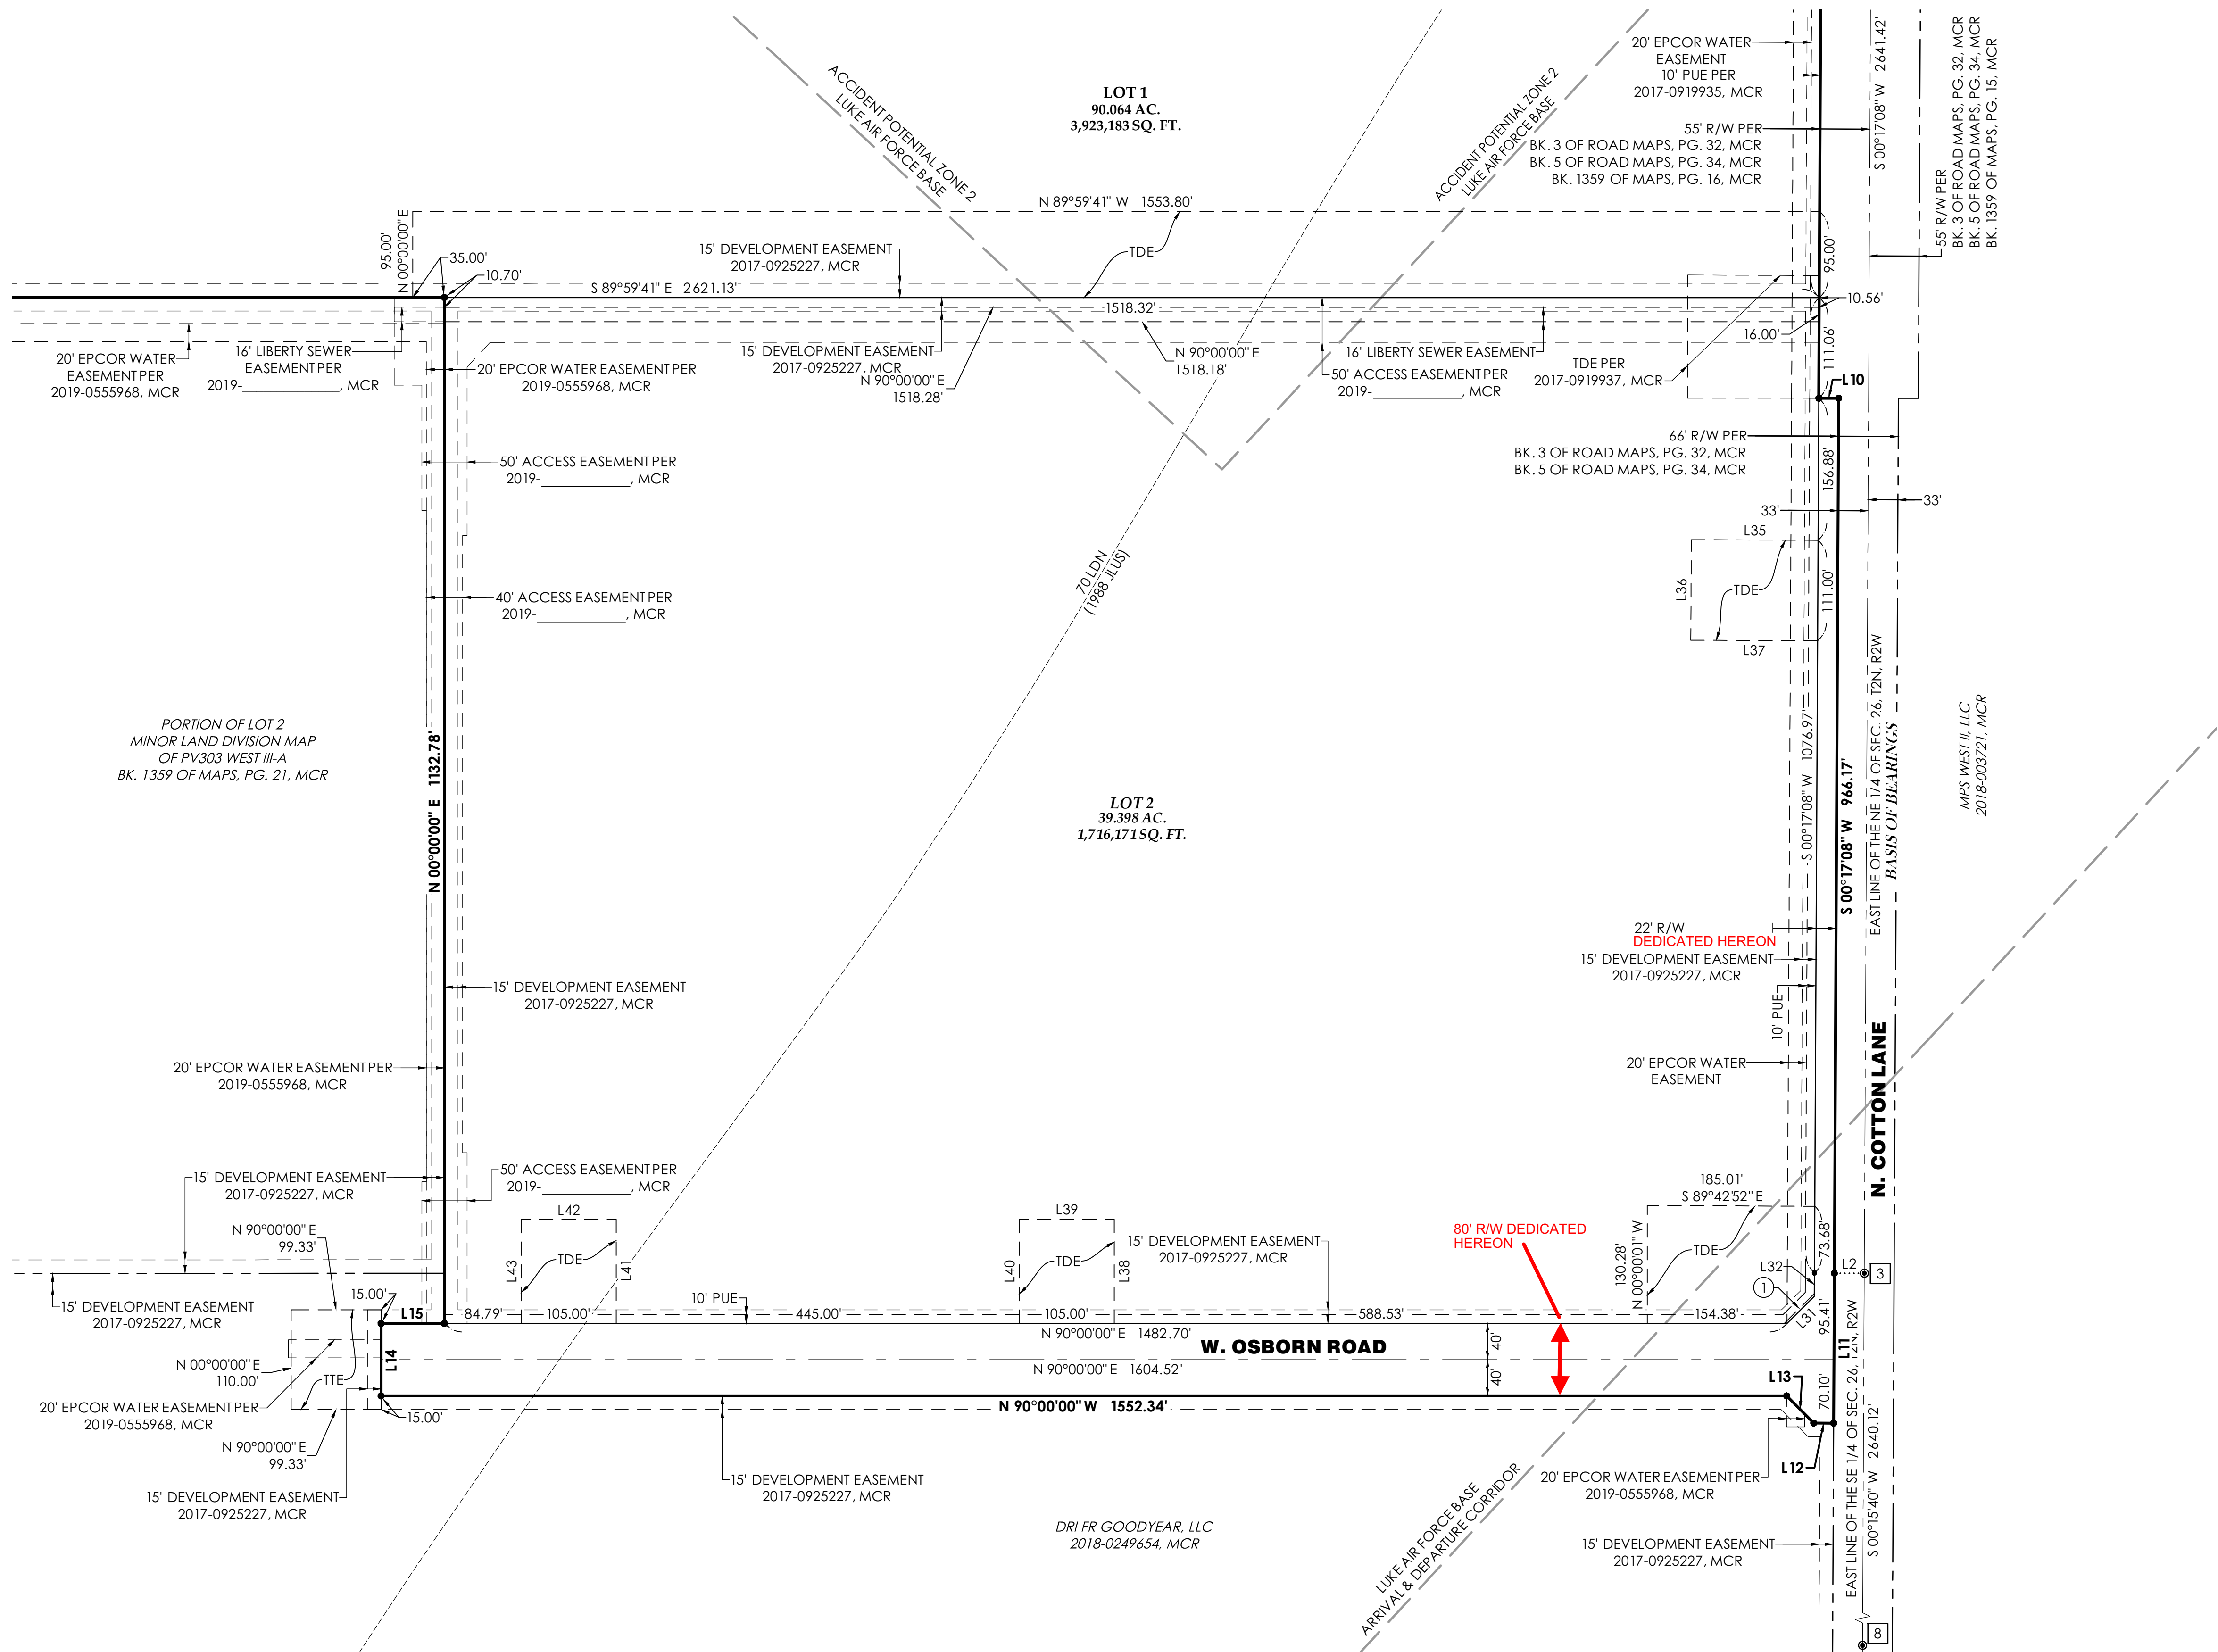 ACCIDENT POTENTIAL ZONE 2
LUKE AIR FORCE BASE
LOT 1
90.064 AC.
3,923,183 SQ. FT.
ACCIDENT POTENTIAL ZONE 2
LUKE AIR FORCE BASE
20' EPCOR WATER
EASEMENT
10' PUE PER
2017-0919935, MCR
55' R/W PER
BK. 3 OF ROAD MAPS, PG. 32, MCR
BK. 5 OF ROAD MAPS, PG. 34, MCR
BK. 1359 OF MAPS, PG. 16, MCR
S 00°17'08" W 2641.42'
55' R/W PER
BK. 3 OF ROAD MAPS, PG. 32, MCR
BK. 5 OF ROAD MAPS, PG. 34, MCR
BK. 1359 OF MAPS, PG. 15, MCR
N 89°59'41" W 1553.80'
95.00'
N 00°00'00" E
35.00'
10.70'
15' DEVELOPMENT EASEMENT
2017-0925227, MCR
TDE
S 89°59'41" E 2621.13'
1518.32'
95.00'
10.56'
16.00'
111.06'
20' EPCOR WATER
EASEMENT PER
2019-0555968, MCR
16' LIBERTY SEWER
EASEMENT PER
2019-____________, MCR
20' EPCOR WATER EASEMENT PER
2019-0555968, MCR
15' DEVELOPMENT EASEMENT
2017-0925227, MCR
N 90°00'00" E
1518.28'
N 90°00'00" E
1518.18'
16' LIBERTY SEWER EASEMENT
50' ACCESS EASEMENT PER
2019-____________, MCR
TDE PER
2017-0919937, MCR
L10
66' R/W PER
BK. 3 OF ROAD MAPS, PG. 32, MCR
BK. 5 OF ROAD MAPS, PG. 34, MCR
156.88'
33'
33'
50' ACCESS EASEMENT PER
2019-____________, MCR
40' ACCESS EASEMENT PER
2019-____________, MCR
70 LDN
(1988 JLUS)
L35
L36
TDE
L37
111.00'
PORTION OF LOT 2
MINOR LAND DIVISION MAP
OF PV303 WEST III-A
BK. 1359 OF MAPS, PG. 21, MCR
N 00°00'00" E 1132.78'
LOT 2
39.398 AC.
1,716,171 SQ. FT.
S 00°17'08" W 1076.97'
S 00°17'08" W 966.17'
EAST LINE OF THE NE 1/4 OF SEC. 26, T2N, R2W
BASIS OF BEARINGS
MPS WEST II, LLC
2018-003721, MCR
22' R/W
DEDICATED HEREON
15' DEVELOPMENT EASEMENT
2017-0925227, MCR
10' PUE
20' EPCOR WATER
EASEMENT
N. COTTON LANE
15' DEVELOPMENT EASEMENT
2017-0925227, MCR
20' EPCOR WATER EASEMENT PER
2019-0555968, MCR
15' DEVELOPMENT EASEMENT
2017-0925227, MCR
50' ACCESS EASEMENT PER
2019-____________, MCR
N 90°00'00" E
99.33'
L42
L43
TDE
L41
L39
L40
TDE
L38
15' DEVELOPMENT EASEMENT
2017-0925227, MCR
80' R/W DEDICATED
HEREON
185.01'
S 89°42'52" E
130.28'
N 00°00'01" W
TDE
L32
1
73.68'
L2
3
15' DEVELOPMENT EASEMENT
2017-0925227, MCR
15.00'
L15
84.79'
105.00'
10' PUE
445.00'
105.00'
588.53'
154.38'
L31
95.41'
N 90°00'00" E 1482.70'
W. OSBORN ROAD
N 90°00'00" E 1604.52'
40'
40'
L14
N 00°00'00" E
110.00'
TTE
20' EPCOR WATER EASEMENT PER
2019-0555968, MCR
15.00'
N 90°00'00" W 1552.34'
L13
70.10'
L11
L12
N 90°00'00" E
99.33'
15' DEVELOPMENT EASEMENT
2017-0925227, MCR
15' DEVELOPMENT EASEMENT
2017-0925227, MCR
20' EPCOR WATER EASEMENT PER
2019-0555968, MCR
EAST LINE OF THE SE 1/4 OF SEC. 26, T2N, R2W
S 00°15'40" W 2640.12'
DRI FR GOODYEAR, LLC
2018-0249654, MCR
LUKE AIR FORCE BASE
ARRIVAL & DEPARTURE CORRIDOR
15' DEVELOPMENT EASEMENT
2017-0925227, MCR
8